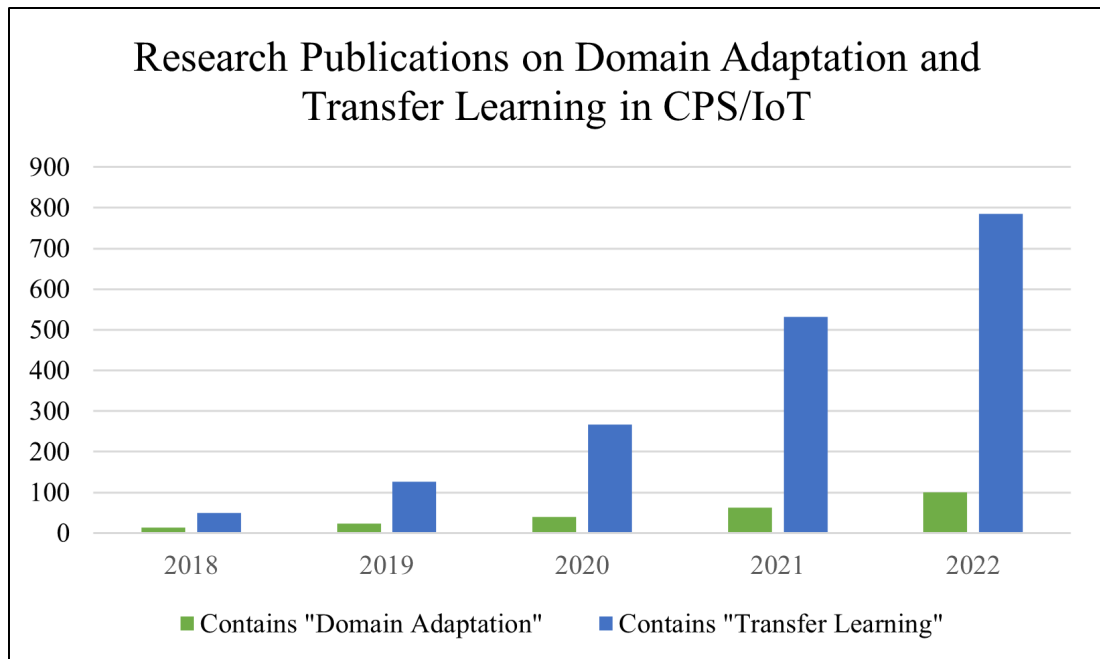 Research Publications on Domain Adaptation and
Transfer Learning in CPS/IoT
900
800
700
600
500
400
300
200
100
0
2018 2019 2020 2021 2022
Contains "Domain Adaptation" Contains "Transfer Learning"